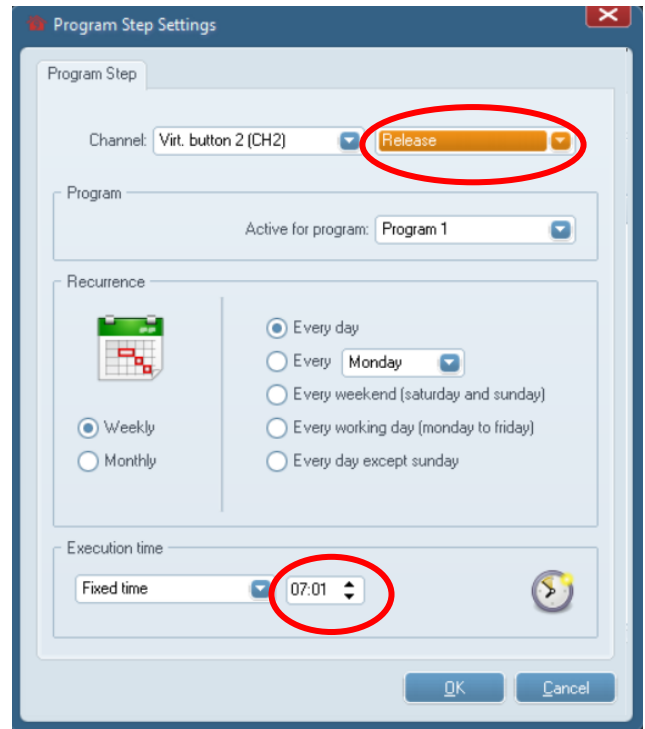 Program Step Settings
Program Step
Channel: Virt. button 2 (CH2) Release
Program
Active for program: Program 1
Recurrence
Every day
Every Monday
Every weekend (saturday and sunday)
Weekly Every working day (monday to friday)
Monthly Every day except sunday
Execution time
Fixed time 07:01
OK Cancel